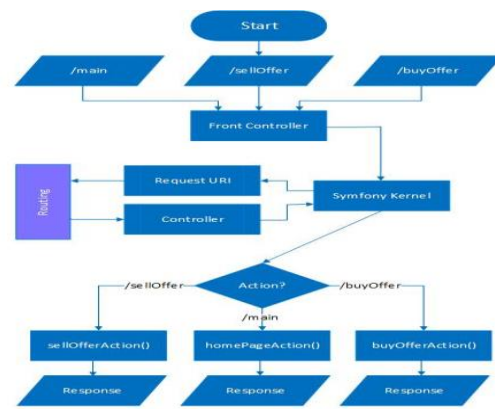 Start
/main
/sellOffer
/buyOffer
Front Controller
Request URI
Routing
Symfony Kernel
Controller
Action?
/sellOffer
/buyOffer
/main
sellOfferAction()
homePageAction()
buyOfferAction()
Response
Response
Response